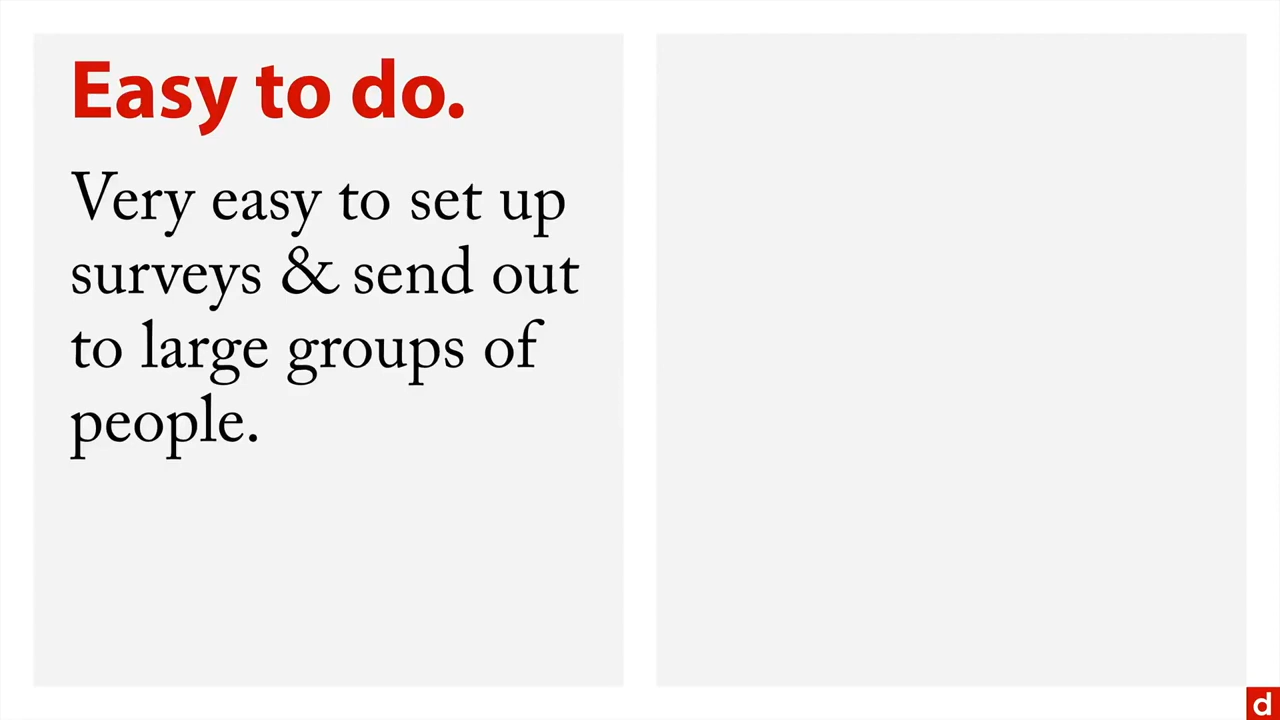 Easy to do.
Very easy to set up
surveys & send out
to large groups of
people.
d